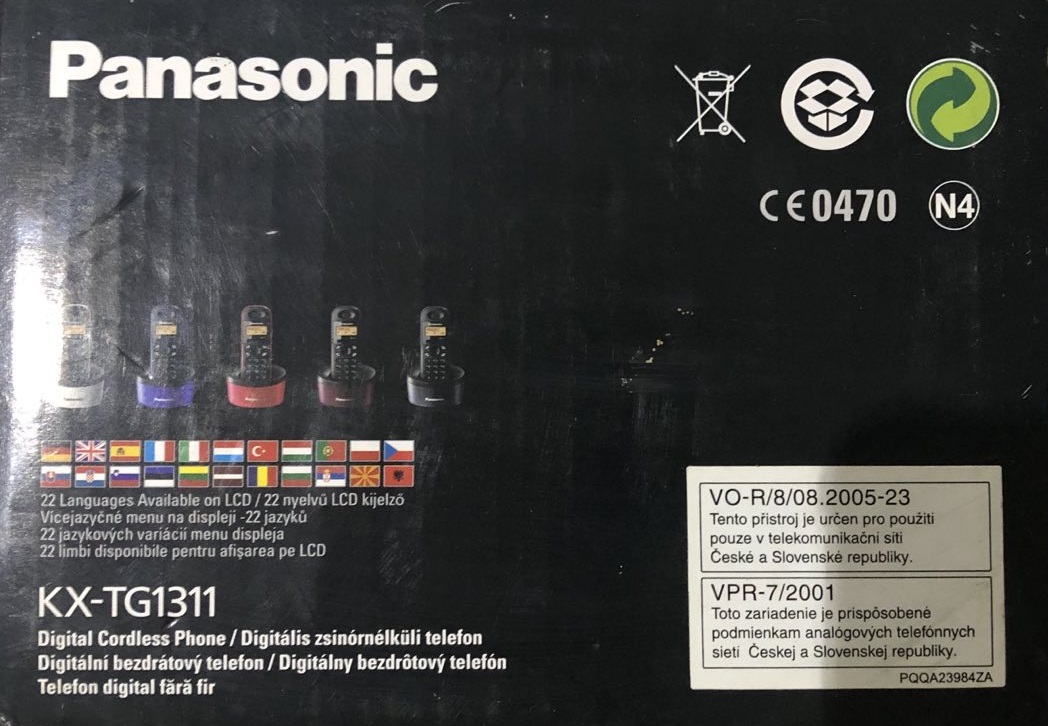 Panasonic
CE0470 N4
22 Languages Available on LCD / 22 nyelvű LCD kijelző
Vícejazyčné menu na displeji -22 jazyků
22 jazykových variácií menu displeja
22 limbi disponibile pentru afişarea pe LCD
KX-TG1311
Digital Cordless Phone / Digitális zsinórnélküli telefon
Digitální bezdrátový telefon / Digitálny bezdrôtový telefón
Telefon digital fără fir
VO-R/8/08.2005-23
Tento přístroj je určen pro použití
pouze v telekomunikační síti
České a Slovenské republiky.
VPR-7/2001
Toto zariadenie je prispôsobené
podmienkam analógových telefónnych
sietí Českej a Slovenskej republiky.
PQQA23984ZA